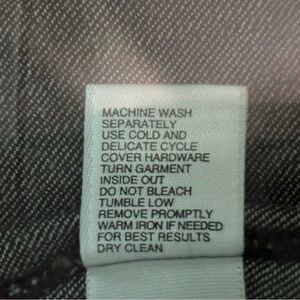 MACHINE WASH
SEPARATELY
USE COLD AND
DELICATE CYCLE
COVER HARDWARE
TURN GARMENT
INSIDE OUT
DO NOT BLEACH
TUMBLE LOW
REMOVE PROMPTLY
WARM IRON IF NEEDED
FOR BEST RESULTS
DRY CLEAN